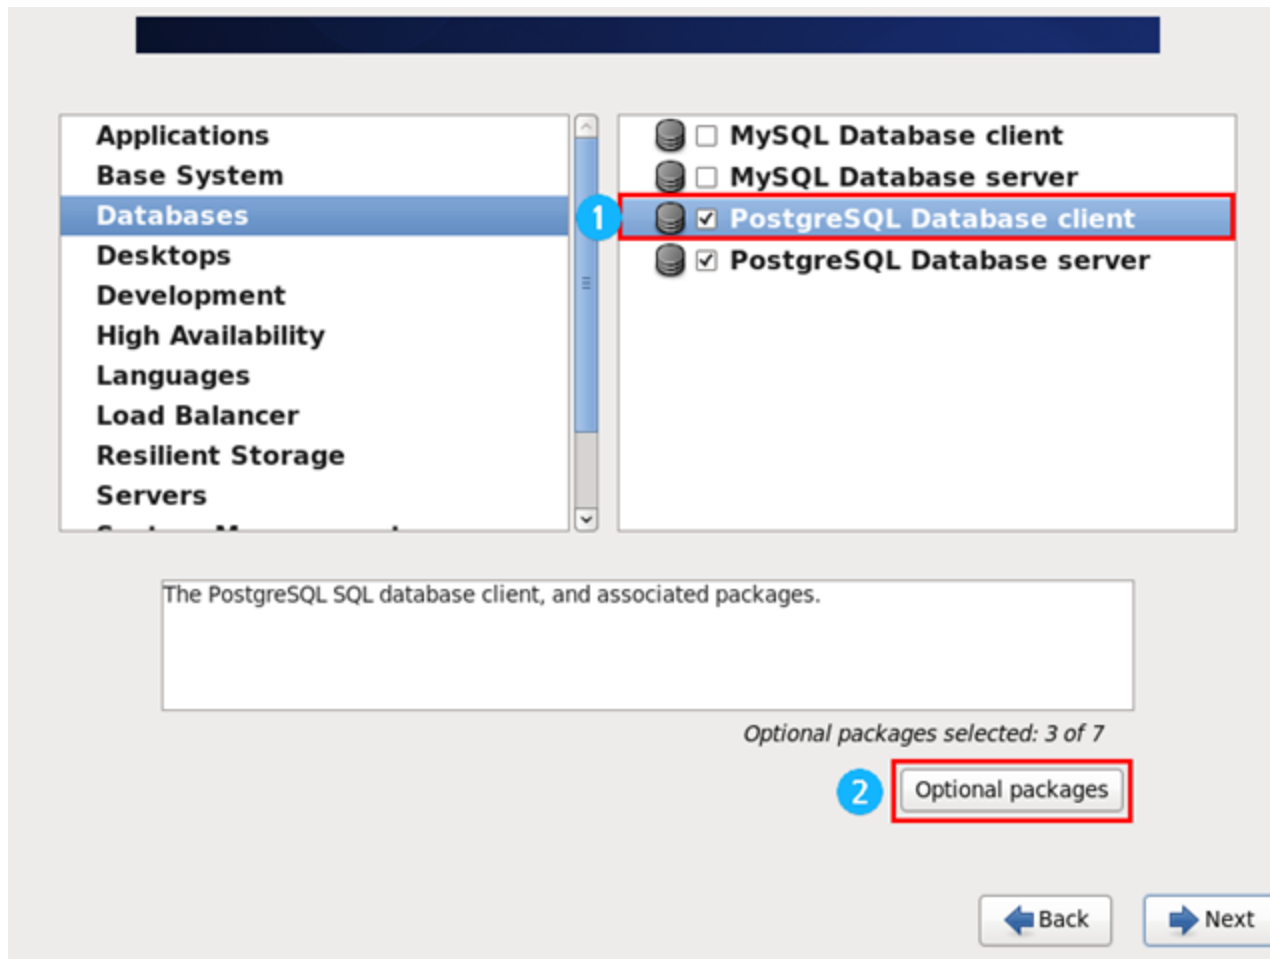 Applications
Base System
Databases
Desktops
Development
High Availability
Languages
Load Balancer
Resilient Storage
Servers
MySQL Database client
MySQL Database server
1
PostgreSQL Database client
PostgreSQL Database server
The PostgreSQL SQL database client, and associated packages.
Optional packages selected: 3 of 7
2
Optional packages
Back
Next